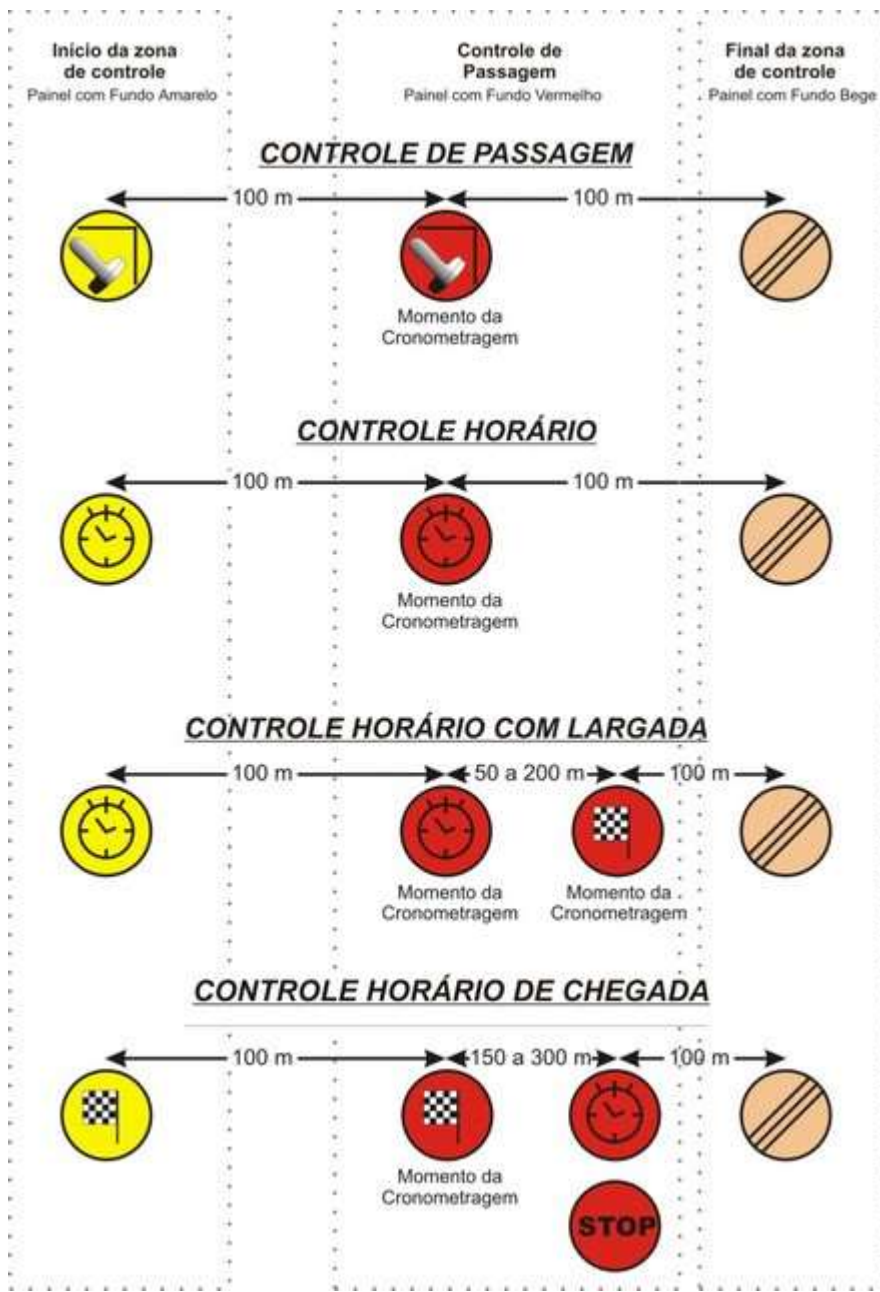 Início da zona
de controle
Painel com Fundo Amarelo
Controle de
Passagem
Painel com Fundo Vermelho
Final da zona
de controle
Painel com Fundo Bege
CONTROLE DE PASSAGEM
100 m
100 m
Momento da
Cronometragem
CONTROLE HORÁRIO
100 m
100 m
Momento da
Cronometragem
CONTROLE HORÁRIO COM LARGADA
100 m
50 a 200 m
100 m
Momento da
Cronometragem
Momento da
Cronometragem
CONTROLE HORÁRIO DE CHEGADA
100 m
150 a 300 m
100 m
Momento da
Cronometragem
STOP